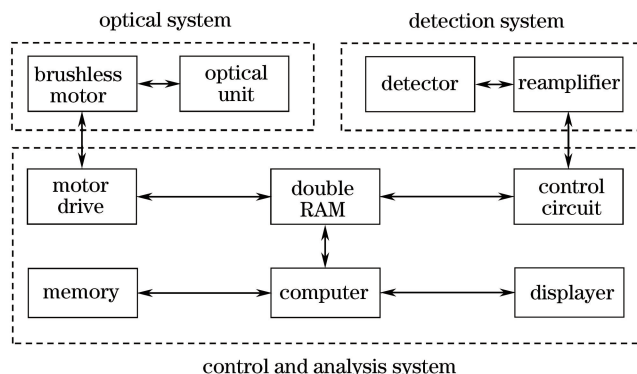 optical system
detection system
brushless
motor
optical
unit
detector
reamplifier
motor
drive
double
RAM
control
circuit
memory
computer
displayer
control and analysis system